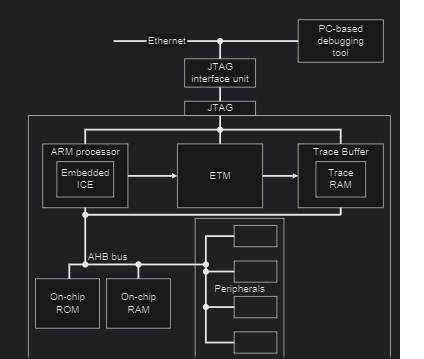 PC-based
debugging
tool
Ethernet
JTAG
interface unit
JTAG
ARM processor
Embedded
ICE
ETM
Trace Buffer
Trace
RAM
AHB bus
Peripherals
On-chip
ROM
On-chip
RAM